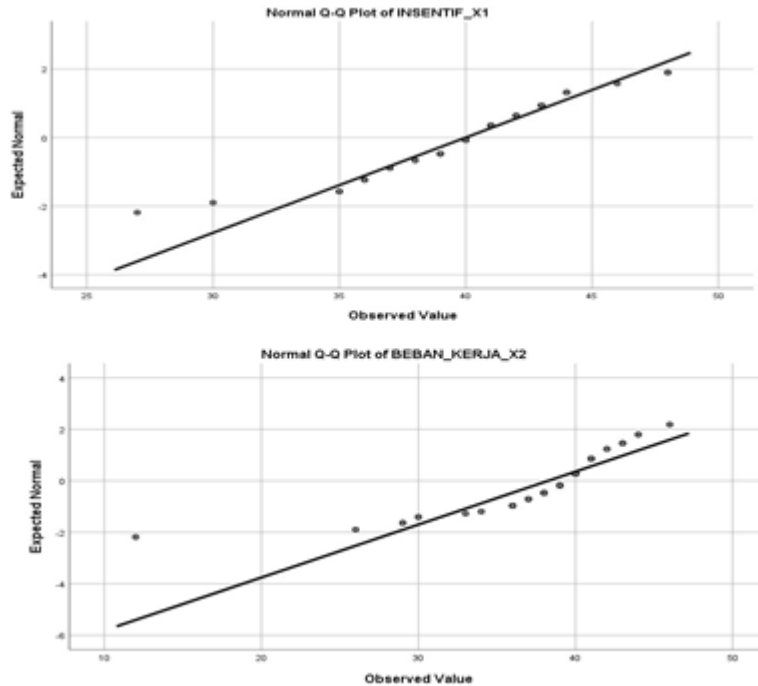 Normal Q-Q Plot of INSENTIF_X1
Expected Normal
2
0
-2
-4
25 30 35 40 45 50
Observed Value
Normal Q-Q Plot of BEBAN_KERJA_X2
Expected Normal
4
2
0
-2
-4
-6
10 20 30 40 50
Observed Value